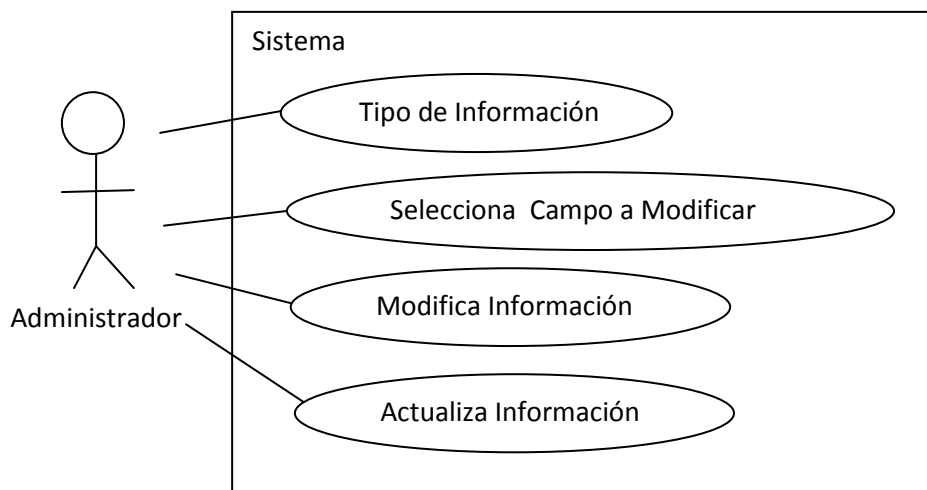 Sistema
Tipo de Información
Selecciona Campo a Modificar
Modifica Información
Administrador
Actualiza Información